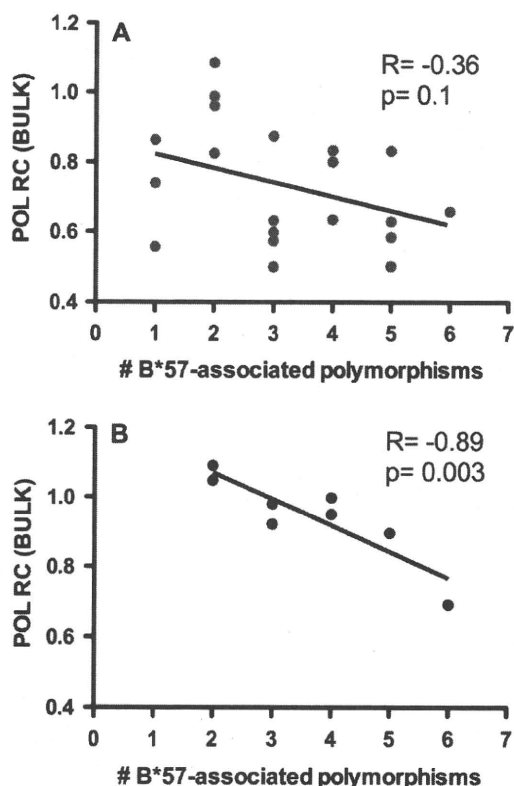 A
R= -0.36
p= 0.1
POL RC (BULK)
1.2
1.0
0.8
0.6
0.4
0 1 2 3 4 5 6 7
# B*57-associated polymorphisms
B
R= -0.89
p= 0.003
POL RC (BULK)
1.2
1.0
0.8
0.6
0.4
0 1 2 3 4 5 6 7
# B*57-associated polymorphisms